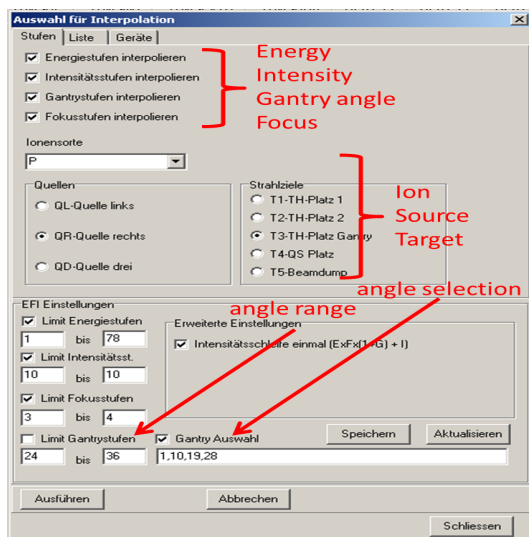 Auswahl für Interpolation
Stufen Liste Geräte
Energiestufen interpolieren
Intensitätsstufen interpolieren
Gantrystufen interpolieren
Fokusstufen interpolieren
Energy
Intensity
Gantry angle
Focus
Ionensorte
P
Quellen
QL-Quelle links
QR-Quelle rechts
QD-Quelle drei
Strahlziele
T1-TH-Platz 1
T2-TH-Platz 2
T3-TH-Platz Gantry
T4-QS Platz
T5-Beamdump
Ion
Source
Target
angle selection
angle range
EFI Einstellungen
Limit Energiestufen
1 bis 78
Limit Intensitätsst.
10 bis 10
Limit Fokusstufen
3 bis 4
Limit Gantrystufen
24 bis 36
Erweiterte Einstellungen
Intensitätsschleife einmal (ExFx(1+G) + I)
Gantry Auswahl
Speichern Aktualisieren
1,10,19,28
Ausführen Abbrechen
Schliessen